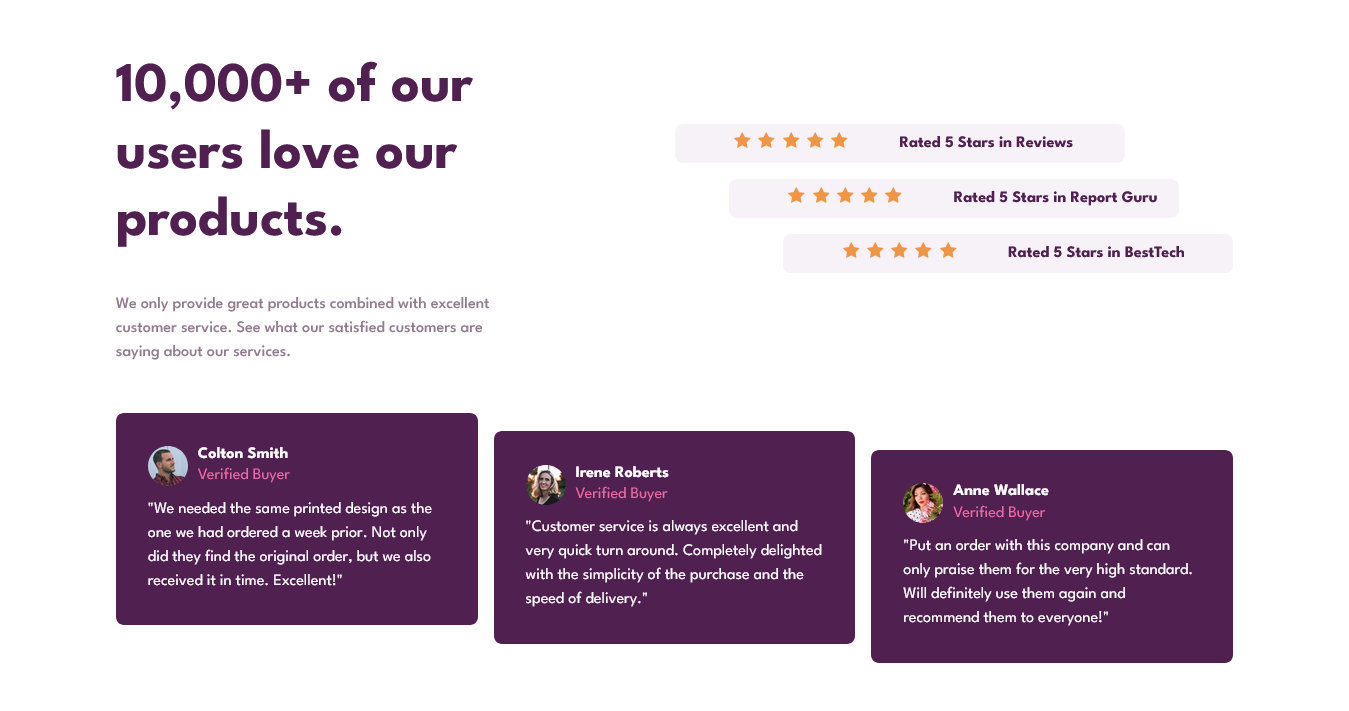 10,000+ of our
users love our
products.
We only provide great products combined with excellent
customer service. See what our satisfied customers are
saying about our services.
Rated 5 Stars in Reviews
Rated 5 Stars in Report Guru
Rated 5 Stars in BestTech
Colton Smith
Verified Buyer
"We needed the same printed design as the
one we had ordered a week prior. Not only
did they find the original order, but we also
received it in time. Excellent!"
Irene Roberts
Verified Buyer
"Customer service is always excellent and
very quick turn around. Completely delighted
with the simplicity of the purchase and the
speed of delivery."
Anne Wallace
Verified Buyer
"Put an order with this company and can
only praise them for the very high standard.
Will definitely use them again and
recommend them to everyone!"